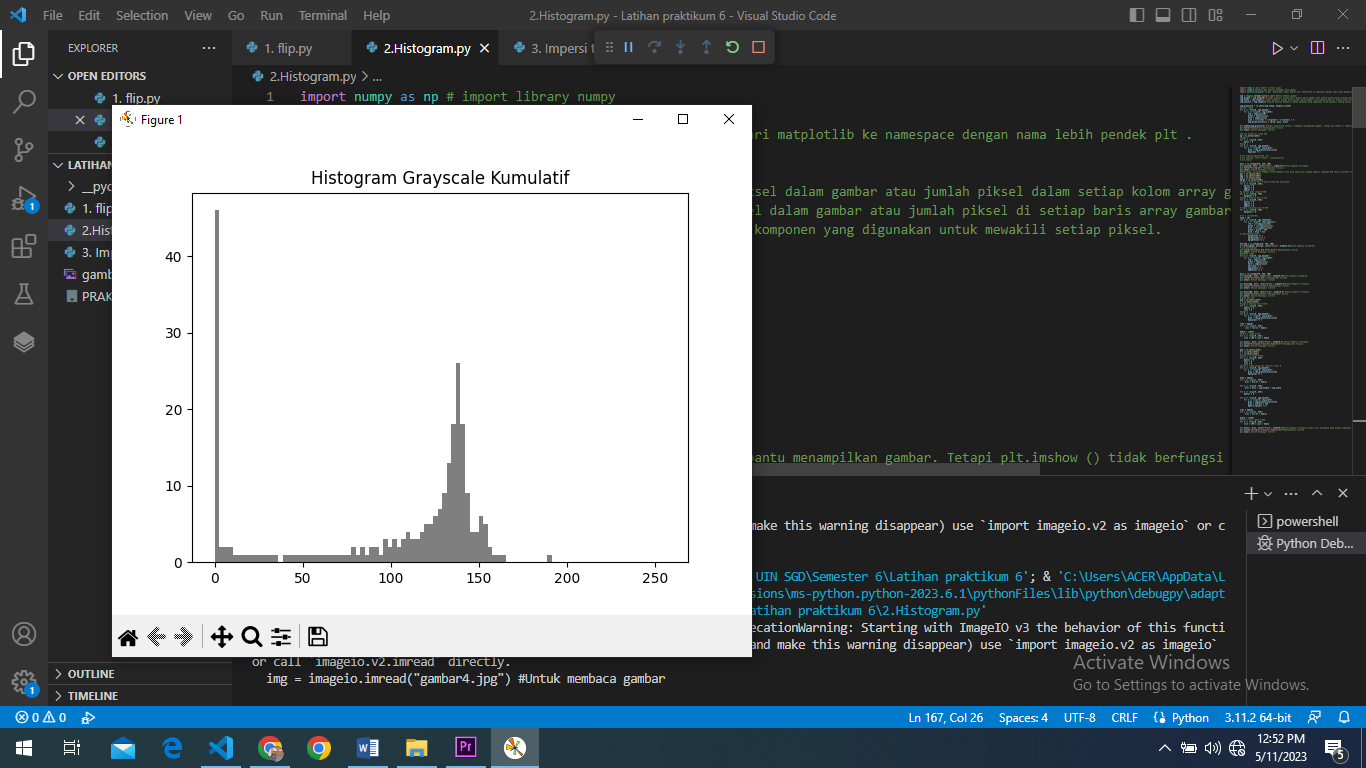 File Edit Selection View Go Run Terminal Help
2.Histogram.py - Latihan praktikum 6 - Visual Studio Code
EXPLORER
1. flip.py
2.Histogram.py
3. Impersi t
OPEN EDITORS
1. flip.py
LATIHAN
__pyc
1. flip
2.Hist
3. Imp
gamb
PRAK
OUTLINE
TIMELINE
2.Histogram.py > ...
1 import numpy as np # import library numpy
ari matplotlib ke namespace dengan nama lebih pendek plt .
ksel dalam gambar atau jumlah piksel dalam setiap kolom array g
el dalam gambar atau jumlah piksel di setiap baris array gambar
komponen yang digunakan untuk mewakili setiap piksel.
bantu menampilkan gambar. Tetapi plt.imshow () tidak berfungsi
Figure 1
Histogram Grayscale Kumulatif
40
30
20
10
0
0 50 100 150 200 250
powershell
Python Deb...
make this warning disappear) use `import imageio.v2 as imageio` or c
UIN SGD\Semester 6\Latihan praktikum 6'; & 'C:\Users\ACER\AppData\L
sions\ms-python.python-2023.6.1\pythonFiles\lib\python\debugpy\adapt
atihan praktikum 6\2.Histogram.py'
ecationWarning: Starting with ImageIO v3 the behavior of this functi
and make this warning disappear) use `import imageio.v2 as imageio`
or call `imageio.v2.imread` directly.
img = imageio.imread("gambar4.jpg") #Untuk membaca gambar
Activate Windows
Go to Settings to activate Windows.
1
1
0 0
Ln 167, Col 26 Spaces: 4 UTF-8 CRLF Python 3.11.2 64-bit
12:52 PM
5/11/2023
5